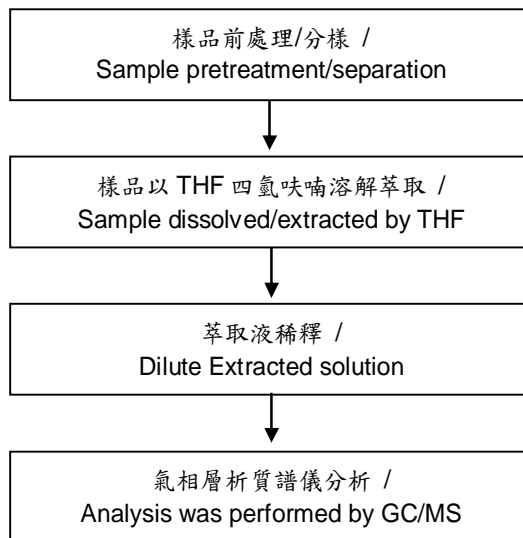 樣品前處理/分樣 /
Sample pretreatment/separation
樣品以 THF 四氫呋喃溶解萃取 /
Sample dissolved/extracted by THF
萃取液稀釋 /
Dilute Extracted solution
氣相層析質譜儀分析 /
Analysis was performed by GC/MS